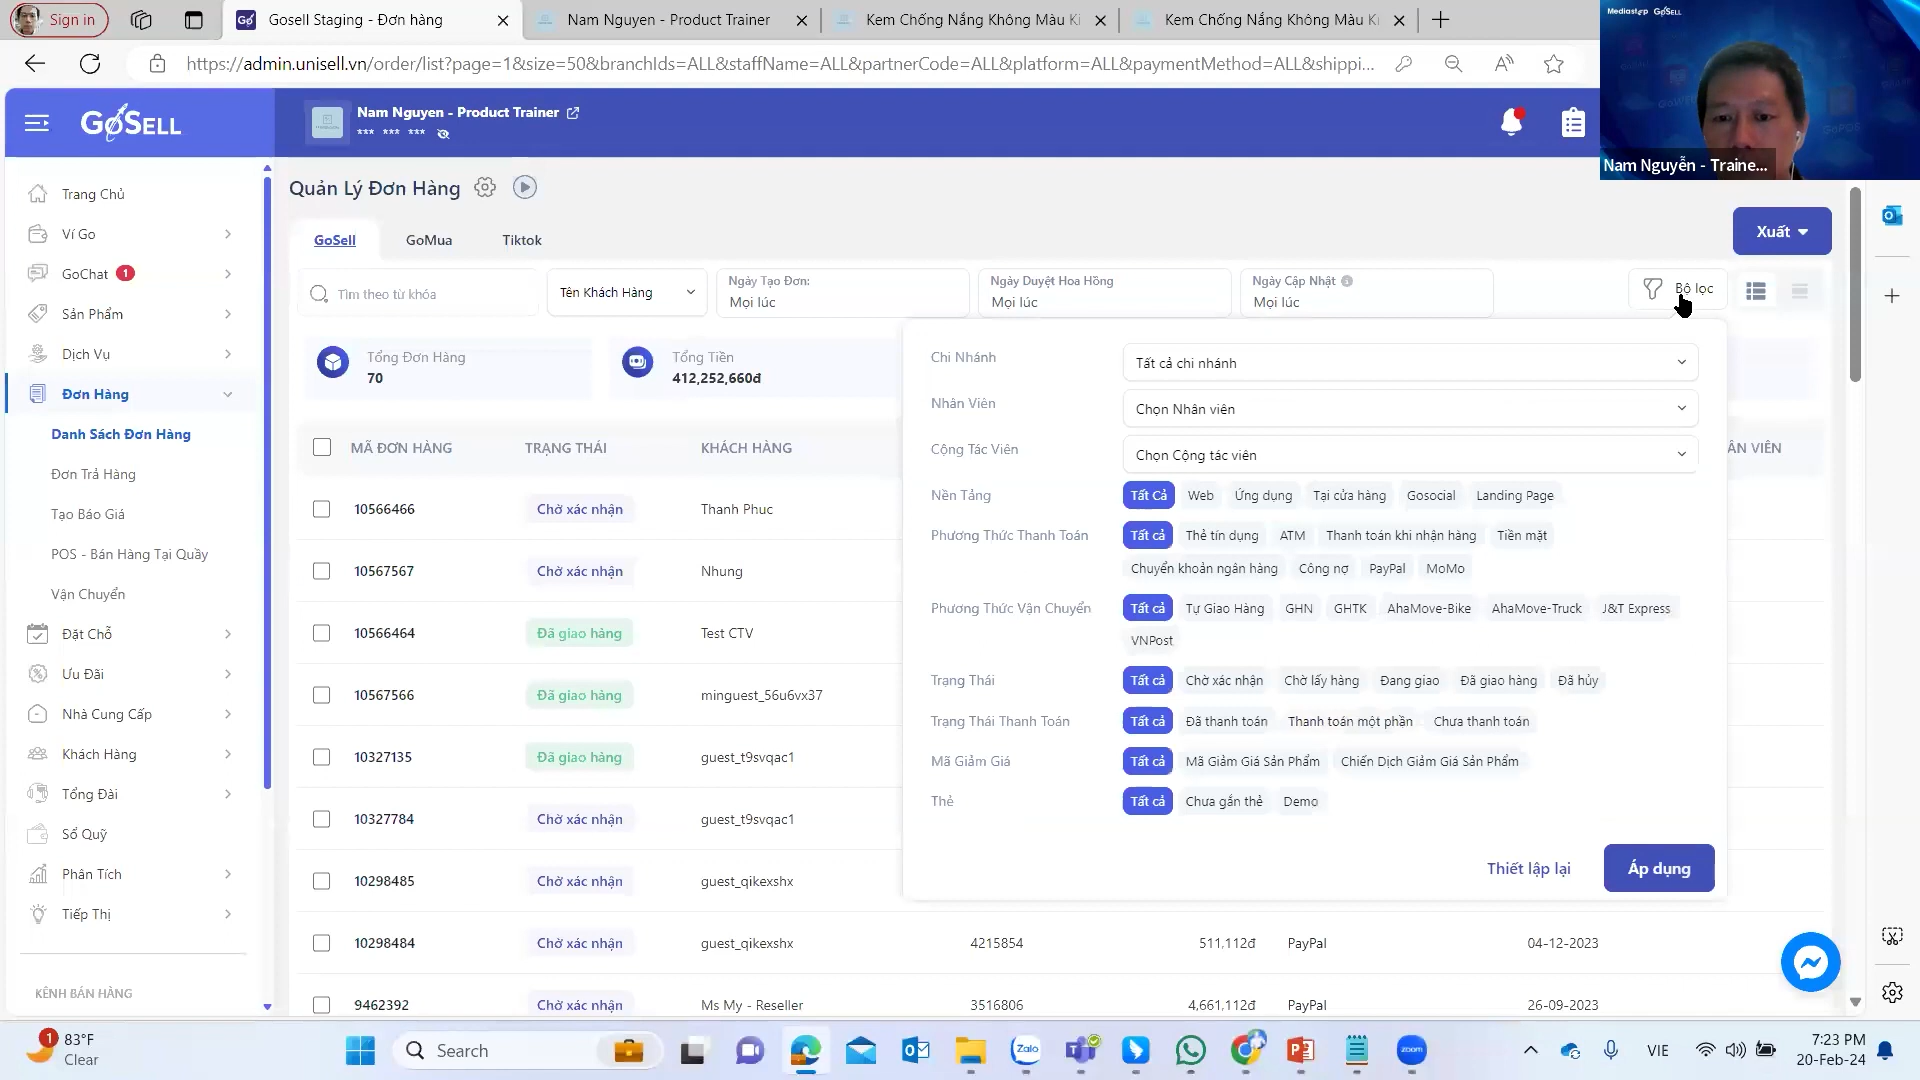 Sign in
Gosell Staging - Đơn hàng
Nam Nguyen - Product Trainer
Kem Chống Nắng Không Màu Ki
Kem Chống Nắng Không Màu Ki
https://admin.unisell.vn/order/list?page=1&size=50&branchIds=ALL&staffName=ALL&partnerCode=ALL&platform=ALL&paymentMethod=ALL&shippi...
Mediastep GoSELL
Nam Nguyễn - Traine...
GoSELL
Nam Nguyen - Product Trainer
*** *** ***
Trang Chủ
Ví Go
GoChat 1
Sản Phẩm
Dịch Vụ
Đơn Hàng
Danh Sách Đơn Hàng
Đơn Trả Hàng
Tạo Báo Giá
POS - Bán Hàng Tại Quầy
Vận Chuyển
Đặt Chỗ
Ưu Đãi
Nhà Cung Cấp
Khách Hàng
Tổng Đài
Sổ Quỹ
Phân Tích
Tiếp Thị
KÊNH BÁN HÀNG
Quản Lý Đơn Hàng
GoSell GoMua Tiktok
Xuất
Tìm theo từ khóa
Tên Khách Hàng
Ngày Tạo Đơn:
Mọi lúc
Ngày Duyệt Hoa Hồng
Mọi lúc
Ngày Cập Nhật
Mọi lúc
Bộ lọc
Tổng Đơn Hàng
70
Tổng Tiền
412,252,660đ
MÃ ĐƠN HÀNG TRẠNG THÁI KHÁCH HÀNG ÂN VIÊN
10566466 Chờ xác nhận Thanh Phuc
10567567 Chờ xác nhận Nhung
10566464 Đã giao hàng Test CTV
10567566 Đã giao hàng minguest_56u6vx37
10327135 Đã giao hàng guest_t9svqac1
10327784 Chờ xác nhận guest_t9svqac1
10298485 Chờ xác nhận guest_qikexshx
10298484 Chờ xác nhận guest_qikexshx 4215854 511,112đ PayPal 04-12-2023
9462392 Chờ xác nhận Ms My - Reseller 3516806 4,661,112đ PayPal 26-09-2023
Chi Nhánh Tất cả chi nhánh
Nhân Viên Chọn Nhân viên
Cộng Tác Viên Chọn Cộng tác viên
Nền Tảng Tất Cả Web Ứng dụng Tại cửa hàng Gosocial Landing Page
Phương Thức Thanh Toán Tất cả Thẻ tín dụng ATM Thanh toán khi nhận hàng Tiền mặt
Chuyển khoản ngân hàng Công nợ PayPal MoMo
Phương Thức Vận Chuyển Tất cả Tự Giao Hàng GHN GHTK AhaMove-Bike AhaMove-Truck J&T Express
VNPost
Trạng Thái Tất cả Chờ xác nhận Chờ lấy hàng Đang giao Đã giao hàng Đã hủy
Trạng Thái Thanh Toán Tất cả Đã thanh toán Thanh toán một phần Chưa thanh toán
Mã Giảm Giá Tất cả Mã Giảm Giá Sản Phẩm Chiến Dịch Giảm Giá Sản Phẩm
Thẻ Tất cả Chưa gắn thẻ Demo
Thiết lập lại Áp dụng
1
83°F
Clear
Search
Zalo
zoom
VIE
7:23 PM
20-Feb-24